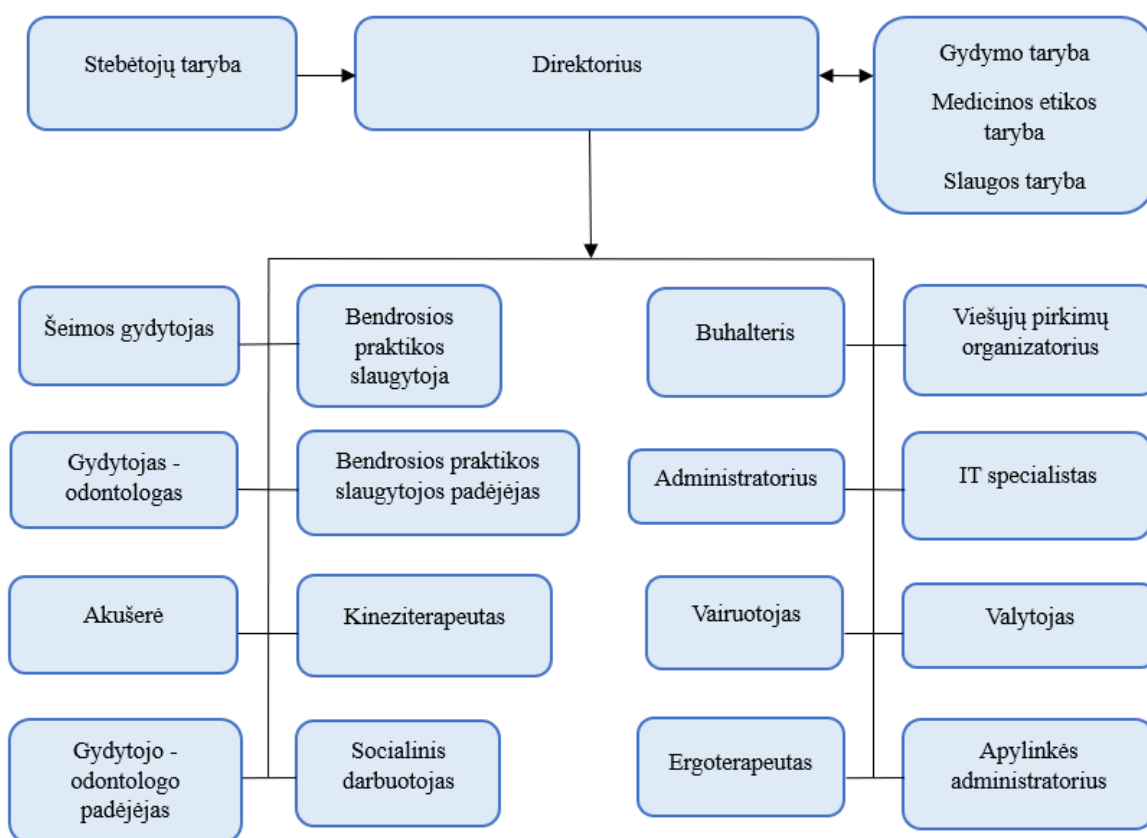 Stebėtojų taryba
Direktorius
Gydymo taryba
Medicinos etikos
taryba
Slaugos taryba
Šeimos gydytojas
Bendrosios
praktikos
slaugytoja
Buhalteris
Viešųjų pirkimų
organizatorius
Gydytojas -
odontologas
Bendrosios praktikos
slaugytojos padėjėjas
Administratorius
IT specialistas
Akušerė
Kineziterapeutas
Vairuotojas
Valytojas
Gydytojo -
odontologo
padėjėjas
Socialinis
darbuotojas
Ergoterapeutas
Apylinkės
administratorius